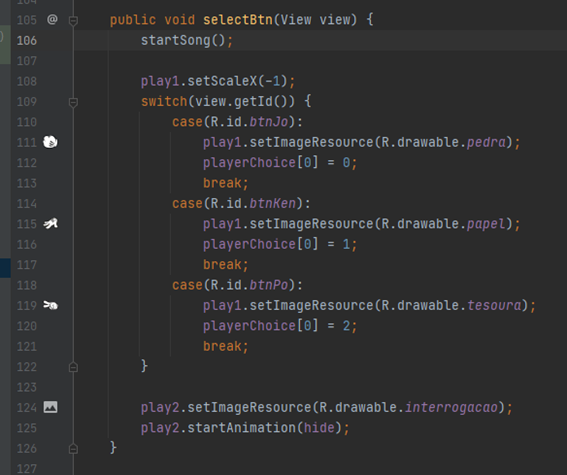 105 @ public void selectBtn(View view) {
106 startSong();
107
108 play1.setScaleX(-1);
109 switch(view.getId()) {
110 case(R.id.btnJo):
111 play1.setImageResource(R.drawable.pedra);
112 playerChoice[0] = 0;
113 break;
114 case(R.id.btnKen):
115 play1.setImageResource(R.drawable.papel);
116 playerChoice[0] = 1;
117 break;
118 case(R.id.btnPo):
119 play1.setImageResource(R.drawable.tesoura);
120 playerChoice[0] = 2;
121 break;
122 }
123
124 play2.setImageResource(R.drawable.interrogacao);
125 play2.startAnimation(hide);
126 }
127